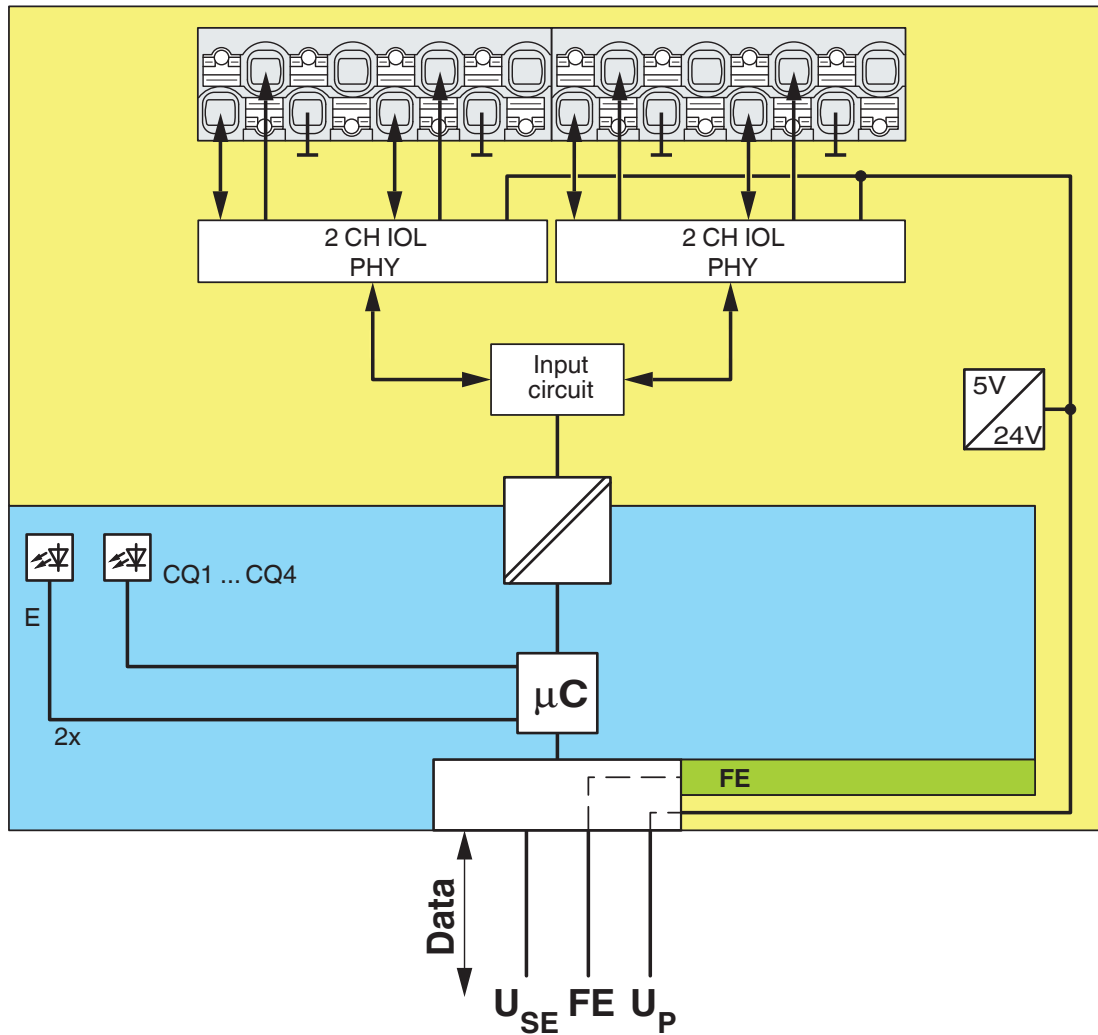 2 CH IOL
PHY
2 CH IOL
PHY
Input
circuit
5V
24V
CQ1 ... CQ4
E
µC
2x
FE
Data
USE FE UP